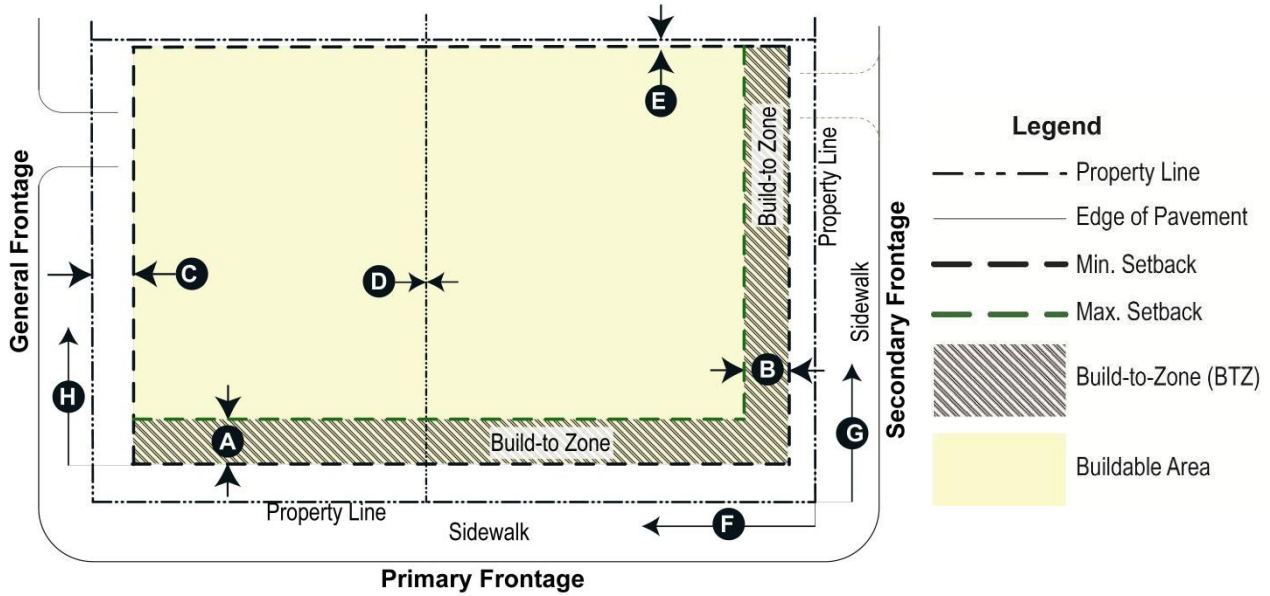 E
Build-to Zone
Property Line
General Frontage
C
D
H
B
Sidewalk
Secondary Frontage
A
Build-to Zone
G
Property Line
Sidewalk
F
Primary Frontage
Legend
Property Line
Edge of Pavement
Min. Setback
Max. Setback
Build-to-Zone (BTZ)
Buildable Area